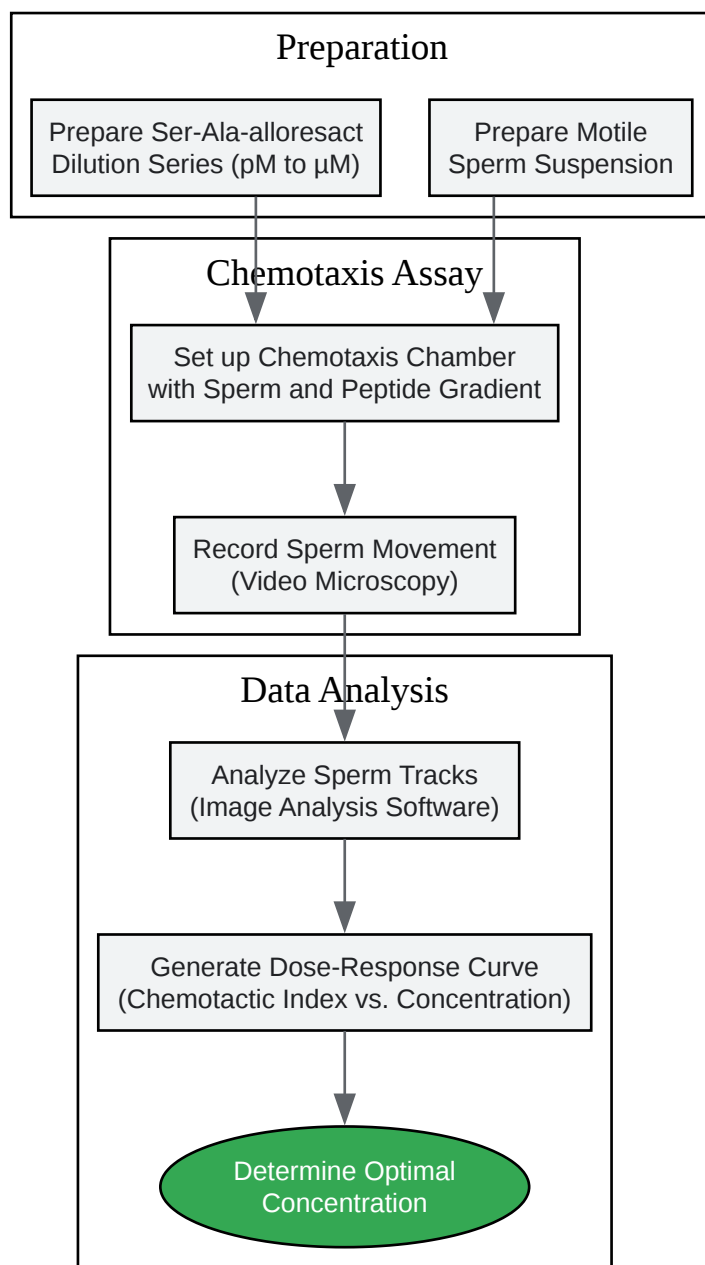 Preparation
Prepare Ser-Ala-alloresact
Dilution Series (pM to µM)
Prepare Motile
Sperm Suspension
Chemotaxis Assay
Set up Chemotaxis Chamber
with Sperm and Peptide Gradient
Record Sperm Movement
(Video Microscopy)
Data Analysis
Analyze Sperm Tracks
(Image Analysis Software)
Generate Dose-Response Curve
(Chemotactic Index vs. Concentration)
Determine Optimal
Concentration